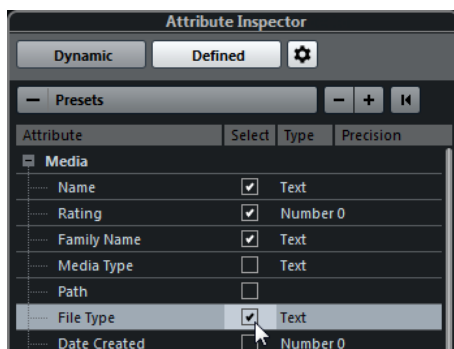 Attribute Inspector
Dynamic Defined
Presets
Attribute Select Type Precision
Media
Name Text
Rating Number 0
Family Name Text
Media Type Text
Path
File Type Text
Date Created Number 0